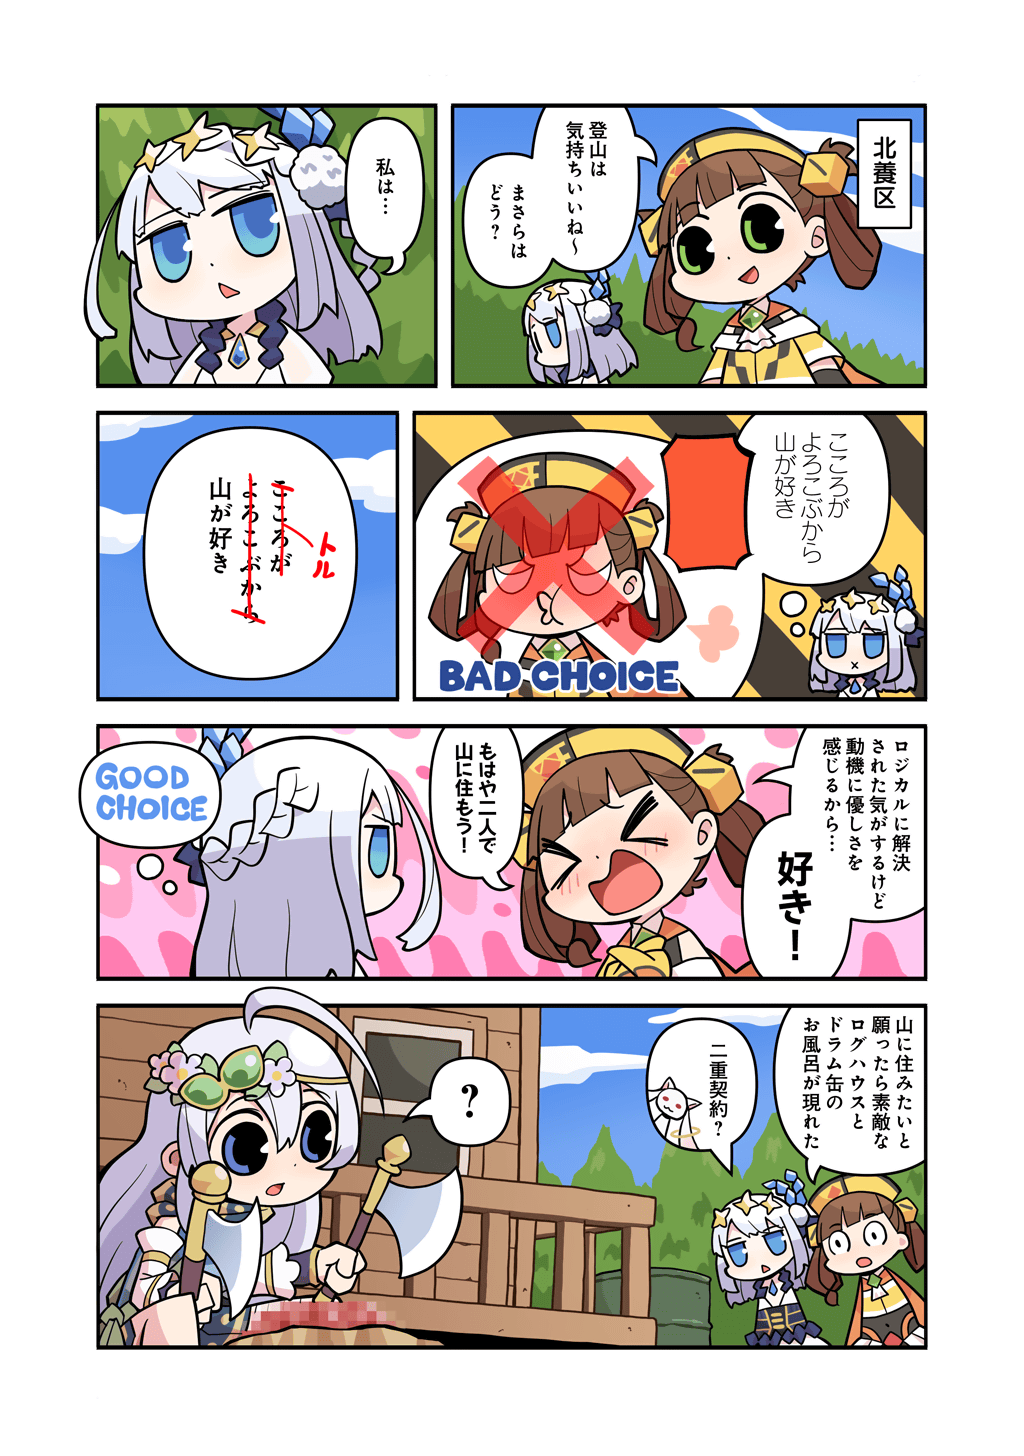 北養区
登山は
気持ちいいね～
まさらは
どう？
私は…
こころが
よろこぶから
山が好き
BAD CHOICE
こころが
よろこぶから
山が好き
トル
ロジカルに解決
された気がするけど
動機に優しさを
感じるから…
好き！
もはや二人で
山に住もう！
GOOD
CHOICE
山に住みたいと
願ったら素敵な
ログハウスと
ドラム缶の
お風呂が現れた
二重契約？
？